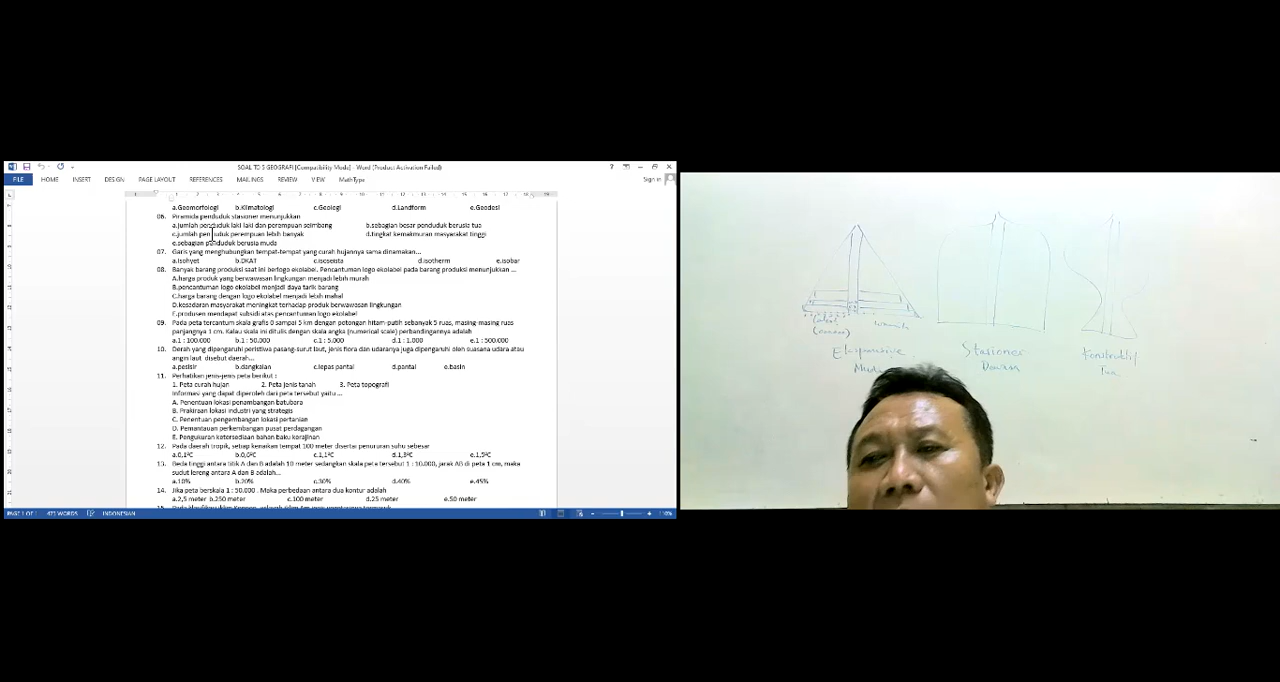 SOAL TO 5 GEOGRAFI [Compatibility Mode] - Word (Product Activation Failed)
FILE HOME INSERT DESIGN PAGE LAYOUT REFERENCES MAILINGS REVIEW VIEW MathType Sign in
a.Geomorfologi b.Klimatologi c.Geologi d.Landform e.Geodesi
06. Piramida penduduk stasioner menunjukkan
a.jumlah penduduk laki laki dan perempuan seimbang b.sebagian besar penduduk berusia tua
c.jumlah penduduk perempuan lebih banyak d.tingkat kemakmuran masyarakat tinggi
e.sebagian penduduk berusia muda
07. Garis yang menghubungkan tempat-tempat yang curah hujannya sama dinamakan...
a.Isohyet b.DKAT c.isoseista d.isotherm e.isobar
08. Banyak barang produksi saat ini berlogo ekolabel. Pencantuman logo ekolabel pada barang produksi menunjukkan ...
A.harga produk yang berwawasan lingkungan menjadi lebih murah
B.pencantuman logo ekolabel menjadi daya tarik barang
C.harga barang dengan logo ekolabel menjadi lebih mahal
D.kesadaran masyarakat meningkat terhadap produk berwawasan lingkungan
E.produsen mendapat subsidi atas pencantuman logo ekolabel
09. Pada peta tercantum skala grafis 0 sampai 5 km dengan potongan hitam-putih sebanyak 5 ruas, masing-masing ruas
panjangnya 1 cm. Kalau skala ini ditulis dengan skala angka (numerical scale) perbandingannya adalah
a.1 : 100.000 b.1 : 50.000 c.1 : 5.000 d.1 : 1.000 e.1 : 500.000
10. Derah yang dipengaruhi peristiwa pasang-surut laut, jenis flora dan udaranya juga dipengaruhi oleh suasana udara atau
angin laut disebut daerah...
a.pesisir b.dangkalan c.lepas pantai d.pantai e.basin
11. Perhatikan jenis-jenis peta berikut :
1. Peta curah hujan 2. Peta jenis tanah 3. Peta topografi
Informasi yang dapat diperoleh dari peta tersebut yaitu ...
A. Penentuan lokasi penambangan batubara
B. Prakiraan lokasi industri yang strategis
C. Penentuan pengembangan lokasi pertanian
D. Pemantauan perkembangan pusat perdagangan
E. Pengukuran ketersediaan bahan baku kerajinan
12. Pada daerah tropik, setiap kenaikan tempat 100 meter disertai penurunan suhu sebesar
a.0,1ºC b.0,6ºC c.1,1ºC d.1,3ºC e.1,5ºC
13. Beda tinggi antara titik A dan B adalah 10 meter sedangkan skala peta tersebut 1 : 10.000, jarak AB di peta 1 cm, maka
sudut lereng antara A dan B adalah...
a.10% b.20% c.30% d.40% e.45%
14. Jika peta berskala 1 : 50.000 . Maka perbedaan antara dua kontur adalah
a.2,5 meter b.250 meter c.100 meter d.25 meter e.50 meter
PAGE 1 OF 471 WORDS INDONESIAN
wanita
Ekspansive Stasioner Konstruktif
Muda Dewasa Tua